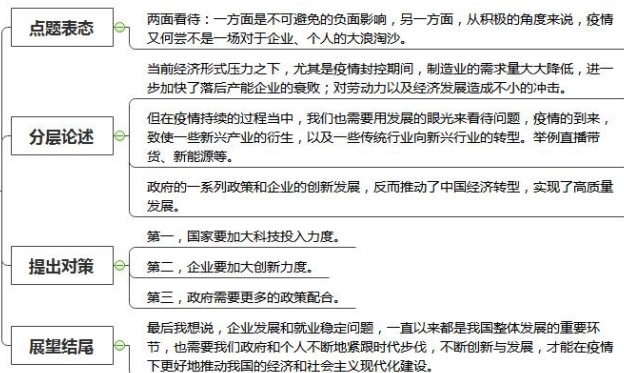 点题表态
两面看待：一方面是不可避免的负面影响，另一方面，从积极的角度来说，疫情
又何尝不是一场对于企业、个人的大浪淘沙。
分层论述
当前经济形式压力之下，尤其是疫情封控期间，制造业的需求量大大降低，进一
步加快了落后产能企业的衰败；对劳动力以及经济发展造成不小的冲击。
但在疫情持续的过程当中，我们也需要用发展的眼光来看待问题，疫情的到来，
致使一些新兴产业的衍生，以及一些传统行业向新兴行业的转型。举例直播带
货、新能源等。
政府的一系列政策和企业的创新发展，反而推动了中国经济转型，实现了高质量
发展。
提出对策
第一，国家要加大科技投入力度。
第二，企业要加大创新力度。
第三，政府需要更多的政策配合。
展望结尾
最后我想说，企业发展和就业稳定问题，一直以来都是我国整体发展的重要环
节，也需要我们政府和个人不断地紧跟时代步伐，不断创新与发展，才能在疫情
下更好地推动我国的经济和社会主义现代化建设。